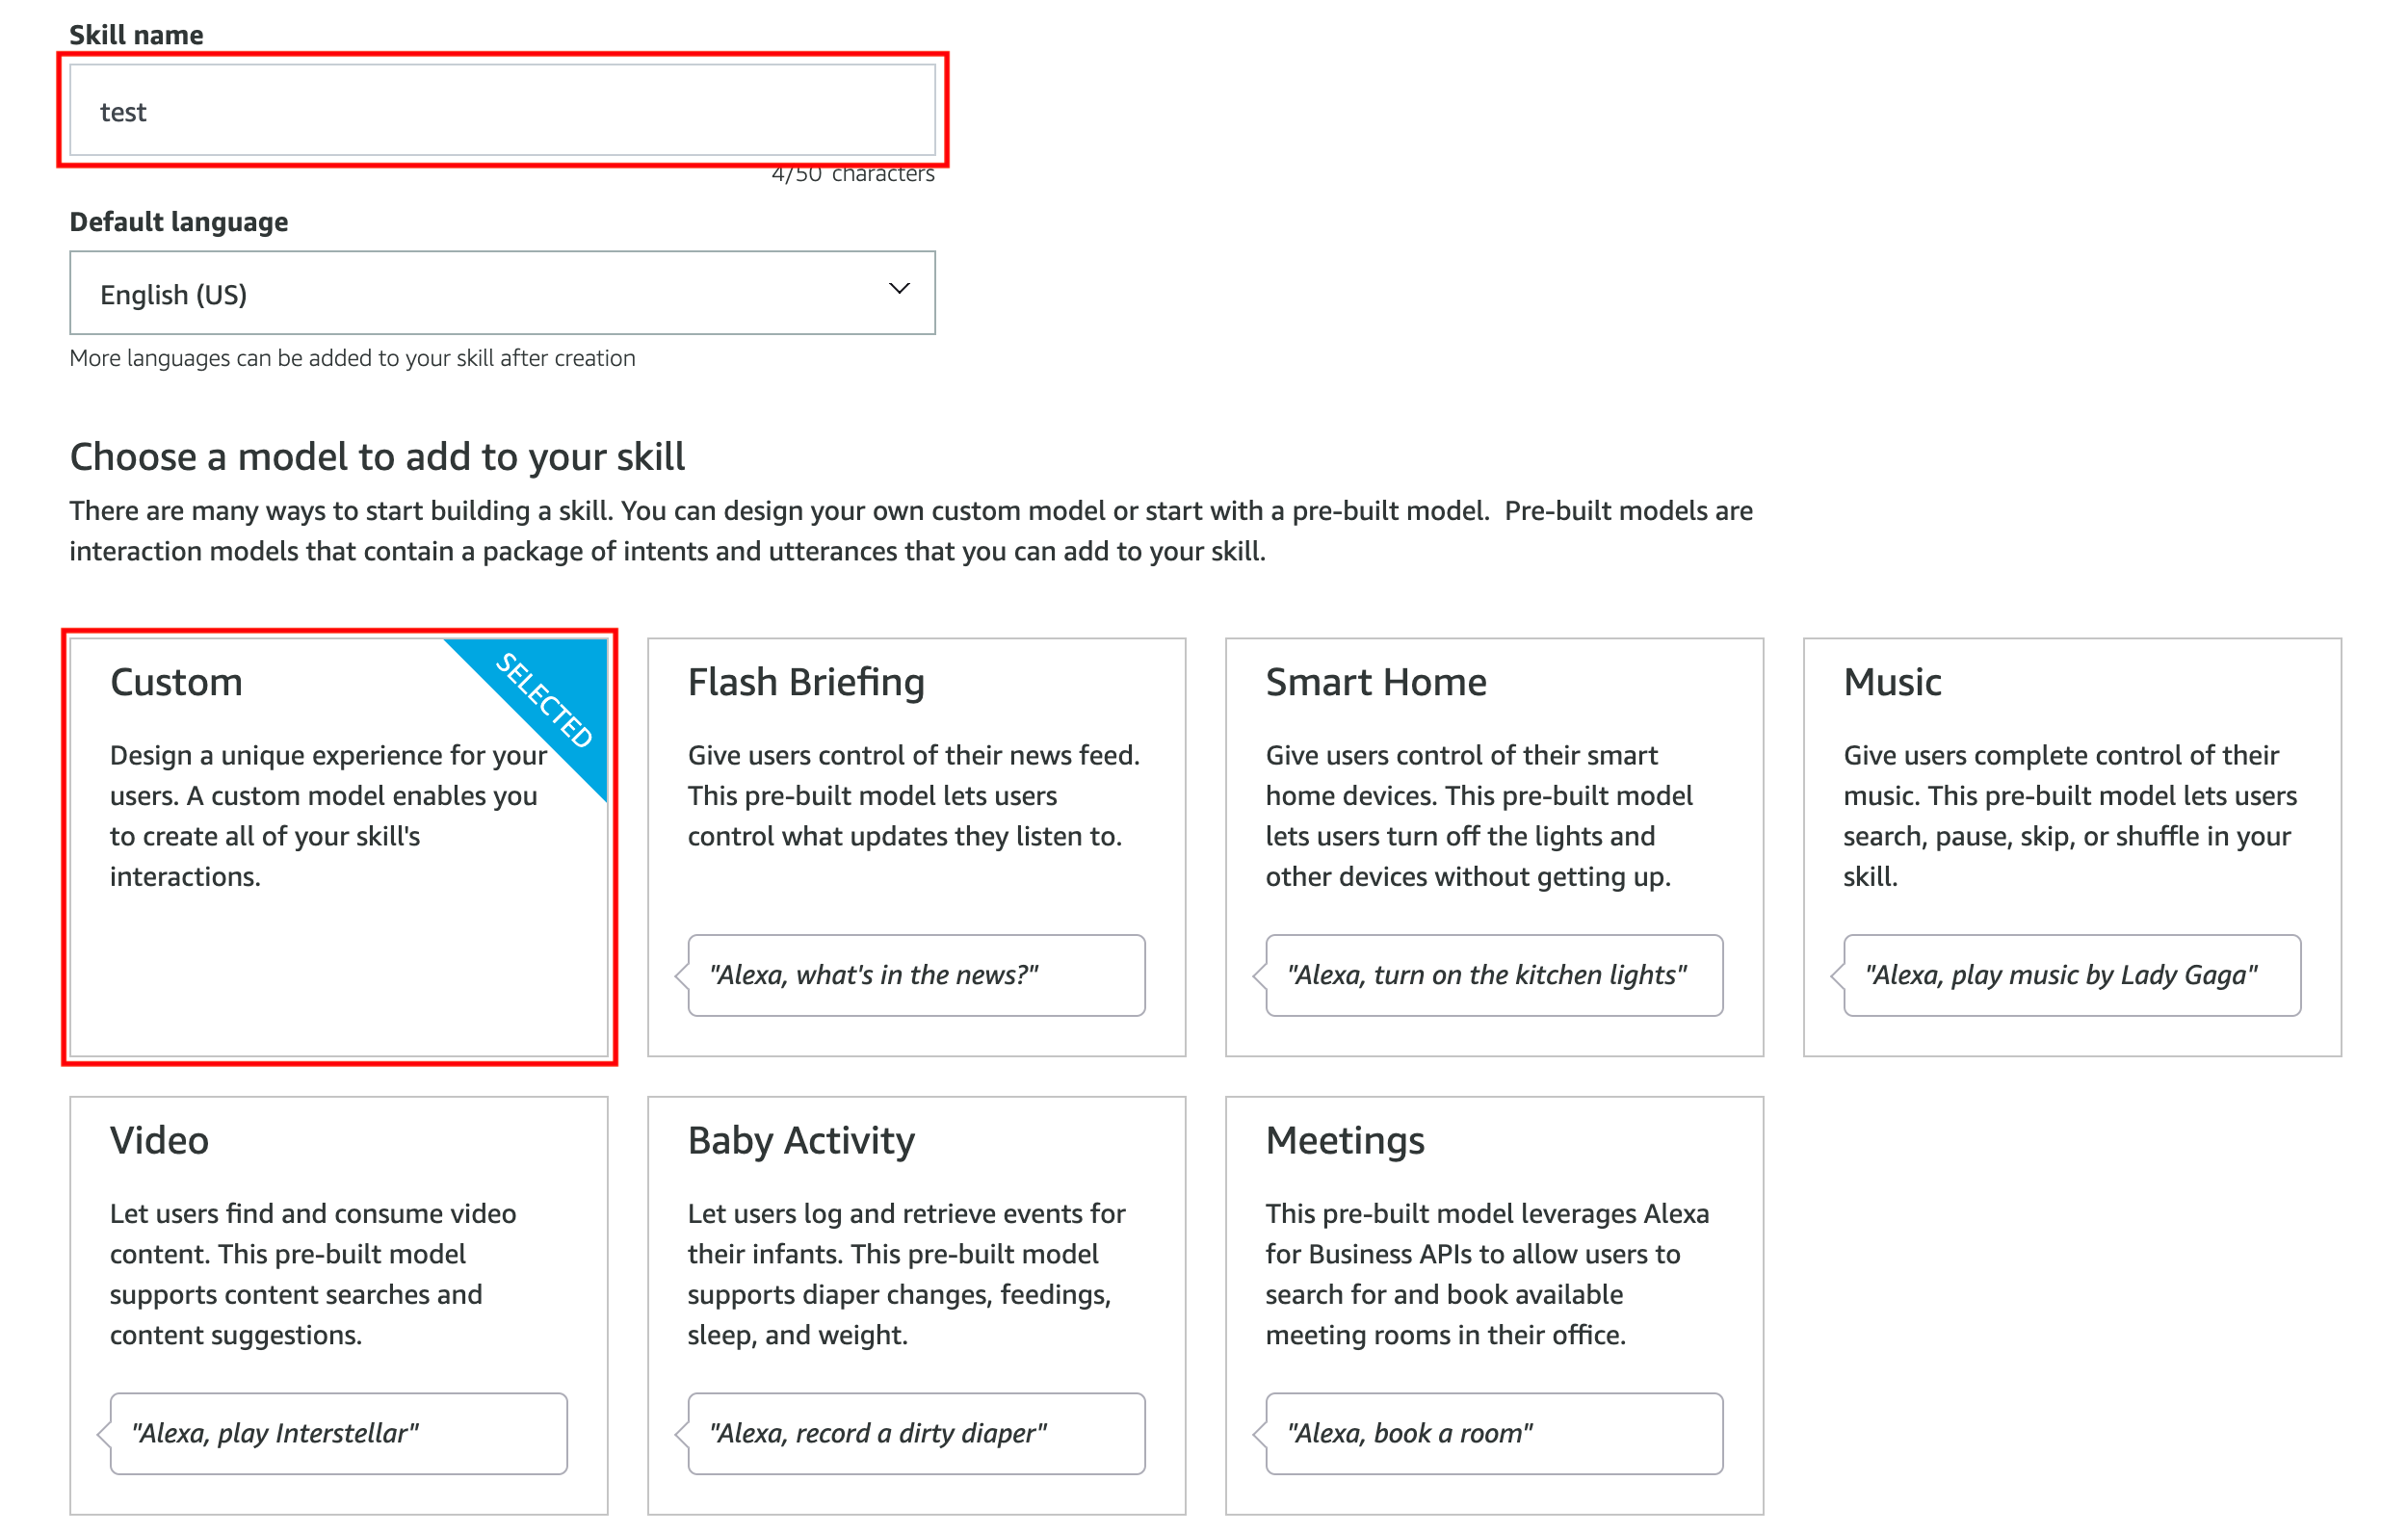 Skill name
test
4/50 characters
Default language
English (US)
More languages can be added to your skill after creation
Choose a model to add to your skill
There are many ways to start building a skill. You can design your own custom model or start with a pre-built model.  Pre-built models are
interaction models that contain a package of intents and utterances that you can add to your skill.
Custom
SELECTED
Design a unique experience for your
users. A custom model enables you
to create all of your skill's
interactions.
Flash Briefing
Give users control of their news feed.
This pre-built model lets users
control what updates they listen to.
"Alexa, what's in the news?"
Smart Home
Give users control of their smart
home devices. This pre-built model
lets users turn off the lights and
other devices without getting up.
"Alexa, turn on the kitchen lights"
Music
Give users complete control of their
music. This pre-built model lets users
search, pause, skip, or shuffle in your
skill.
"Alexa, play music by Lady Gaga"
Video
Let users find and consume video
content. This pre-built model
supports content searches and
content suggestions.
"Alexa, play Interstellar"
Baby Activity
Let users log and retrieve events for
their infants. This pre-built model
supports diaper changes, feedings,
sleep, and weight.
"Alexa, record a dirty diaper"
Meetings
This pre-built model leverages Alexa
for Business APIs to allow users to
search for and book available
meeting rooms in their office.
"Alexa, book a room"